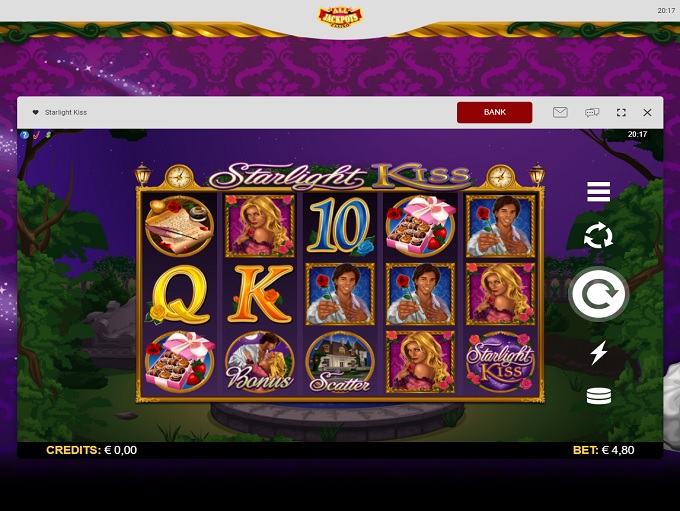 ALL
JACKPOTS
CASINO
20:17
Starlight Kiss
BANK
20:17
Starlight Kiss
10
Q
K
Bonus
Scatter
Starlight
Kiss
CREDITS: € 0,00
BET: € 4,80